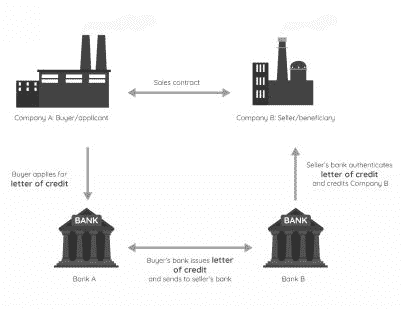 Sales contract
Company A: Buyer/applicant
Company B: Seller/beneficiary
Buyer applies for
letter of credit
Seller's bank authenticates
letter of credit
and credits Company B
BANK
BANK
Buyer's bank issues letter
of credit
and sends to seller's bank
Bank A
Bank B